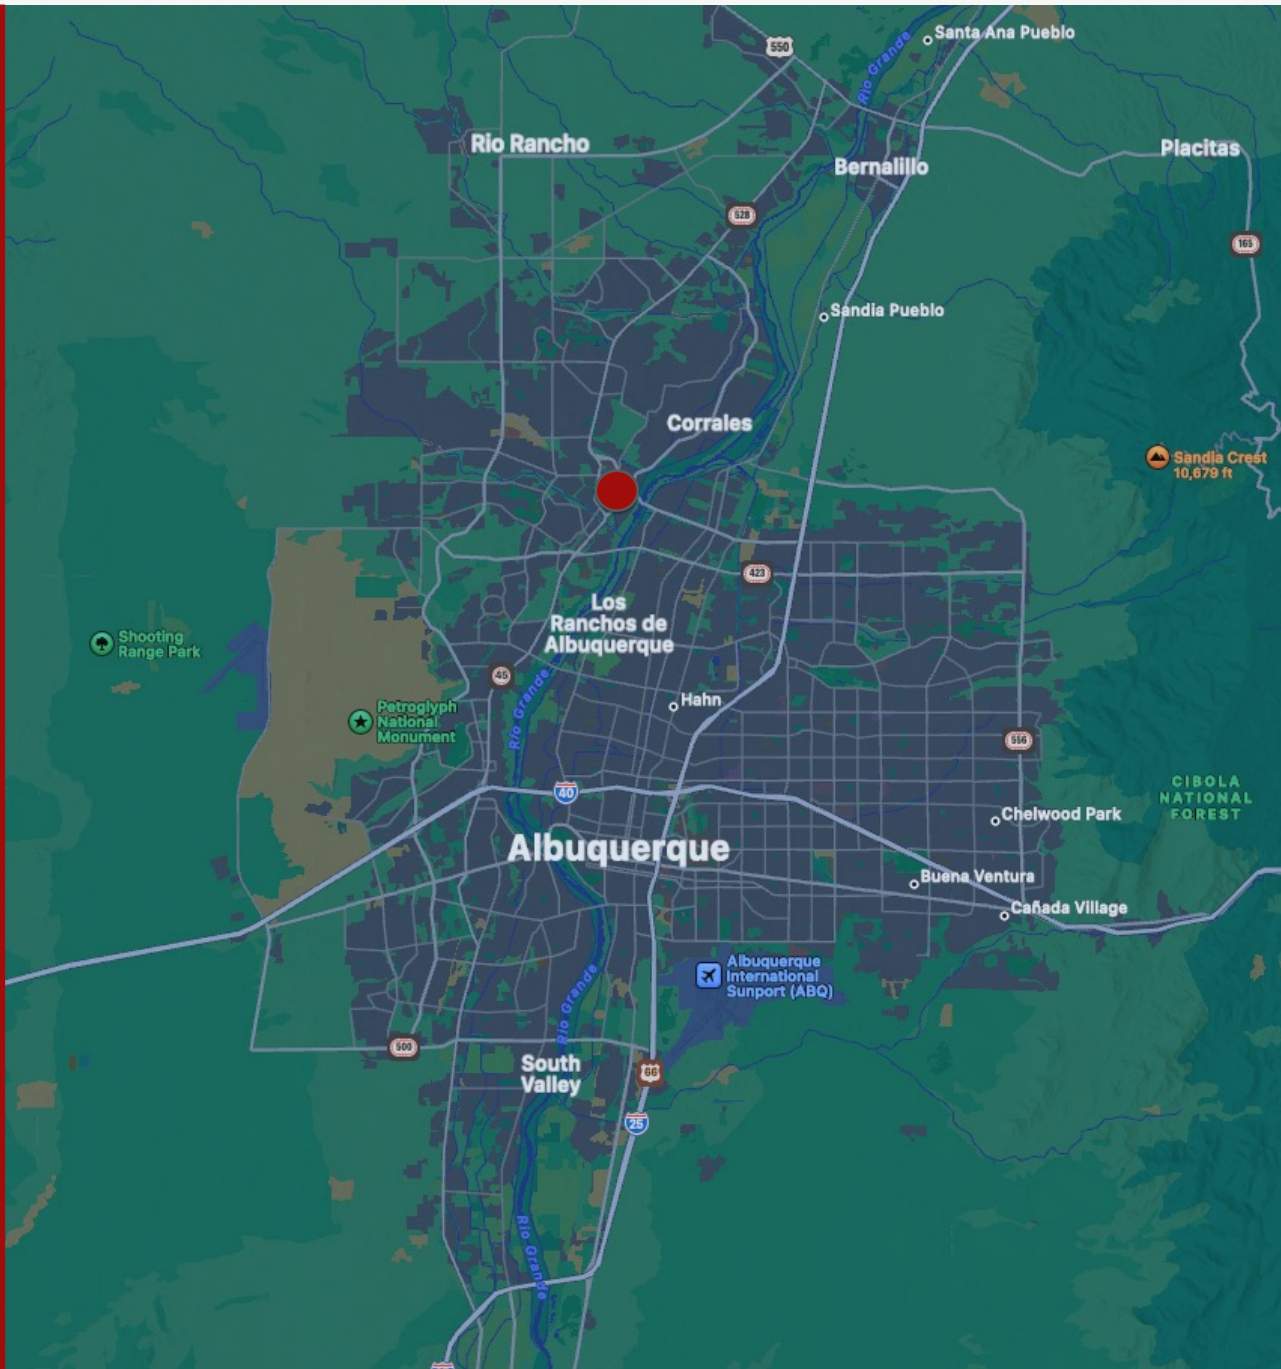 Santa Ana Pueblo
550
Rio Grande
Rio Rancho
Placitas
Bernalillo
528
165
Sandia Pueblo
Corrales
Sandia Crest
10,679 ft
423
Los
Ranchos de
Albuquerque
Shooting
Range Park
45
Rio Grande
Hahn
Petroglyph
National
Monument
556
CIBOLA
NATIONAL
FOREST
40
Chelwood Park
Albuquerque
Buena Ventura
Cañada Village
Albuquerque
International
Sunport (ABQ)
Rio Grande
500
South
Valley
66
25
Rio Grande